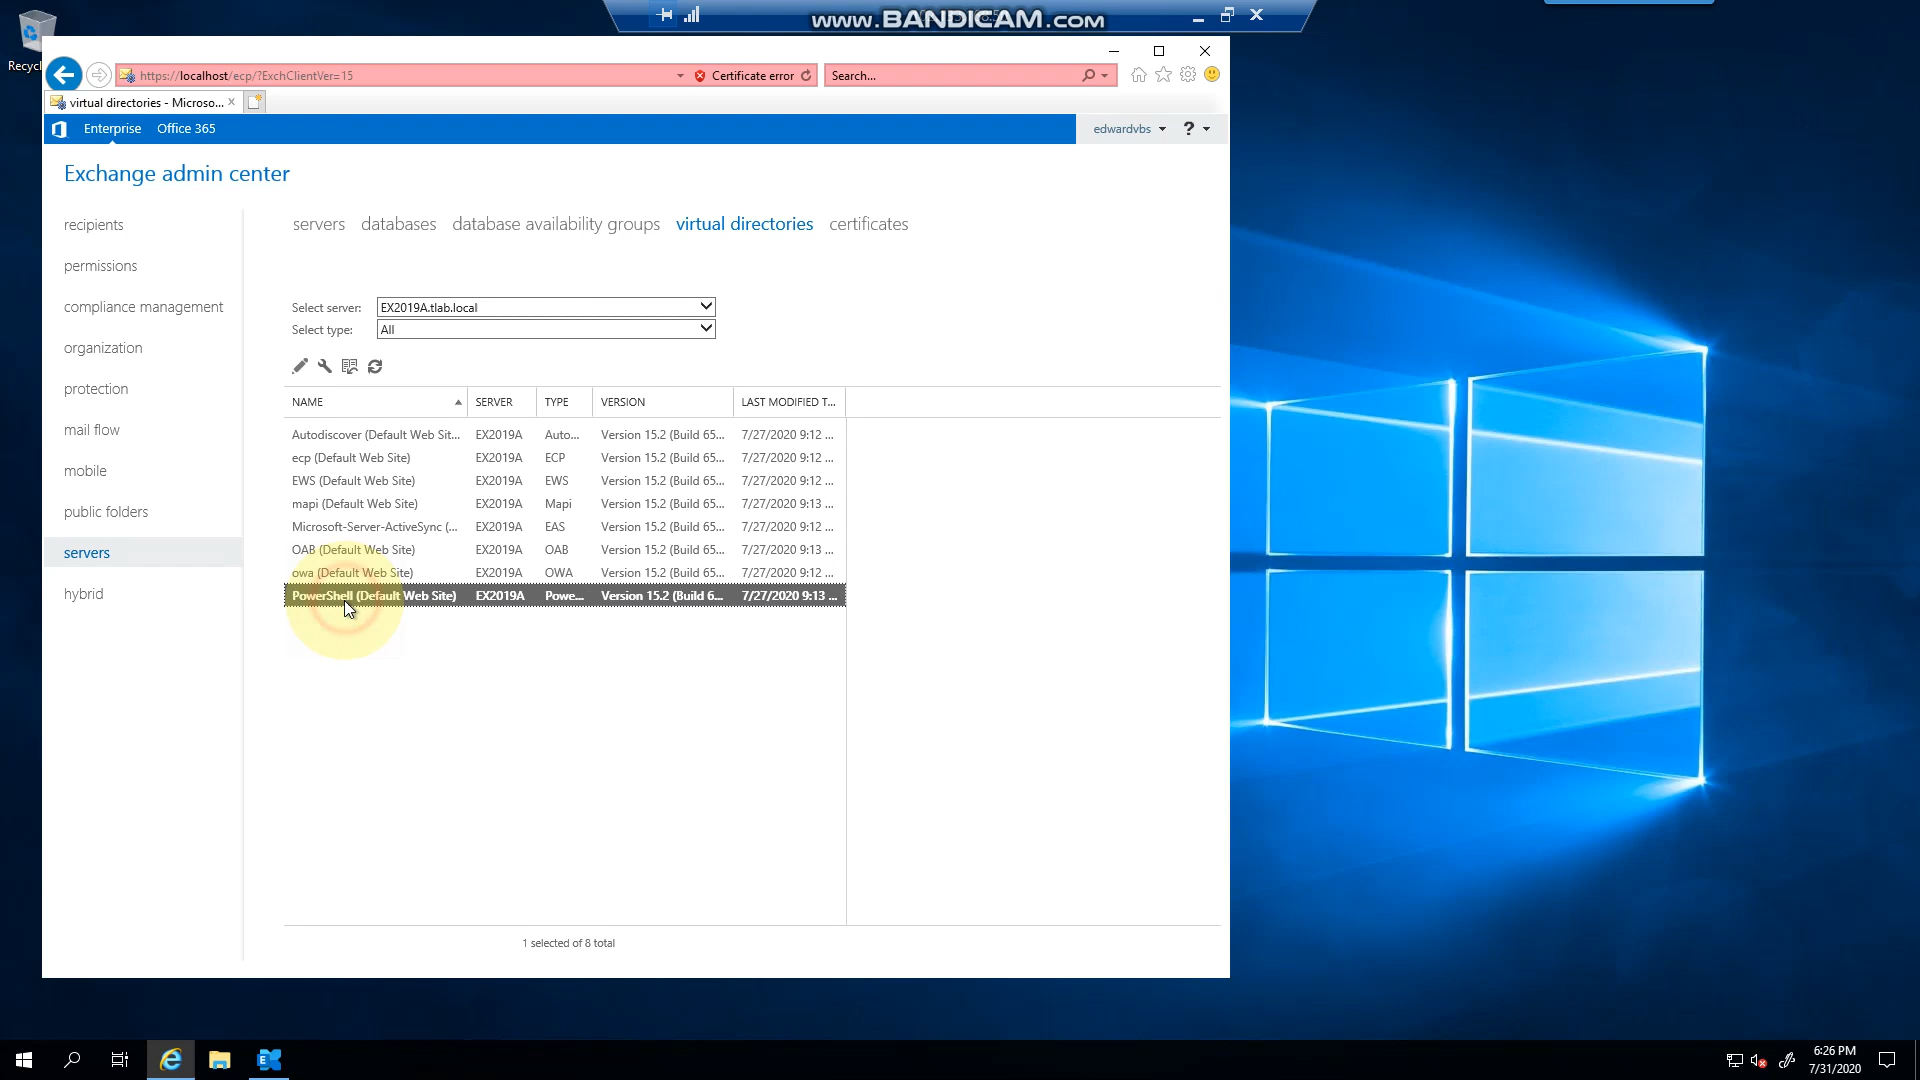 www.BANDICAM.com
Recycl
https://localhost/ecp/?ExchClientVer=15
Certificate error
Search...
virtual directories - Microso...
Enterprise
Office 365
edwardvbs
?
Exchange admin center
recipients
permissions
compliance management
organization
protection
mail flow
mobile
public folders
servers
hybrid
servers databases database availability groups virtual directories certificates
Select server: EX2019A.tlab.local
Select type: All
NAME SERVER TYPE VERSION LAST MODIFIED T...
Autodiscover (Default Web Sit... EX2019A Auto... Version 15.2 (Build 65... 7/27/2020 9:12 ...
ecp (Default Web Site) EX2019A ECP Version 15.2 (Build 65... 7/27/2020 9:12 ...
EWS (Default Web Site) EX2019A EWS Version 15.2 (Build 65... 7/27/2020 9:12 ...
mapi (Default Web Site) EX2019A Mapi Version 15.2 (Build 65... 7/27/2020 9:13 ...
Microsoft-Server-ActiveSync (... EX2019A EAS Version 15.2 (Build 65... 7/27/2020 9:12 ...
OAB (Default Web Site) EX2019A OAB Version 15.2 (Build 65... 7/27/2020 9:13 ...
owa (Default Web Site) EX2019A OWA Version 15.2 (Build 65... 7/27/2020 9:12 ...
PowerShell (Default Web Site) EX2019A Powe... Version 15.2 (Build 6... 7/27/2020 9:13 ...
1 selected of 8 total
6:26 PM
7/31/2020